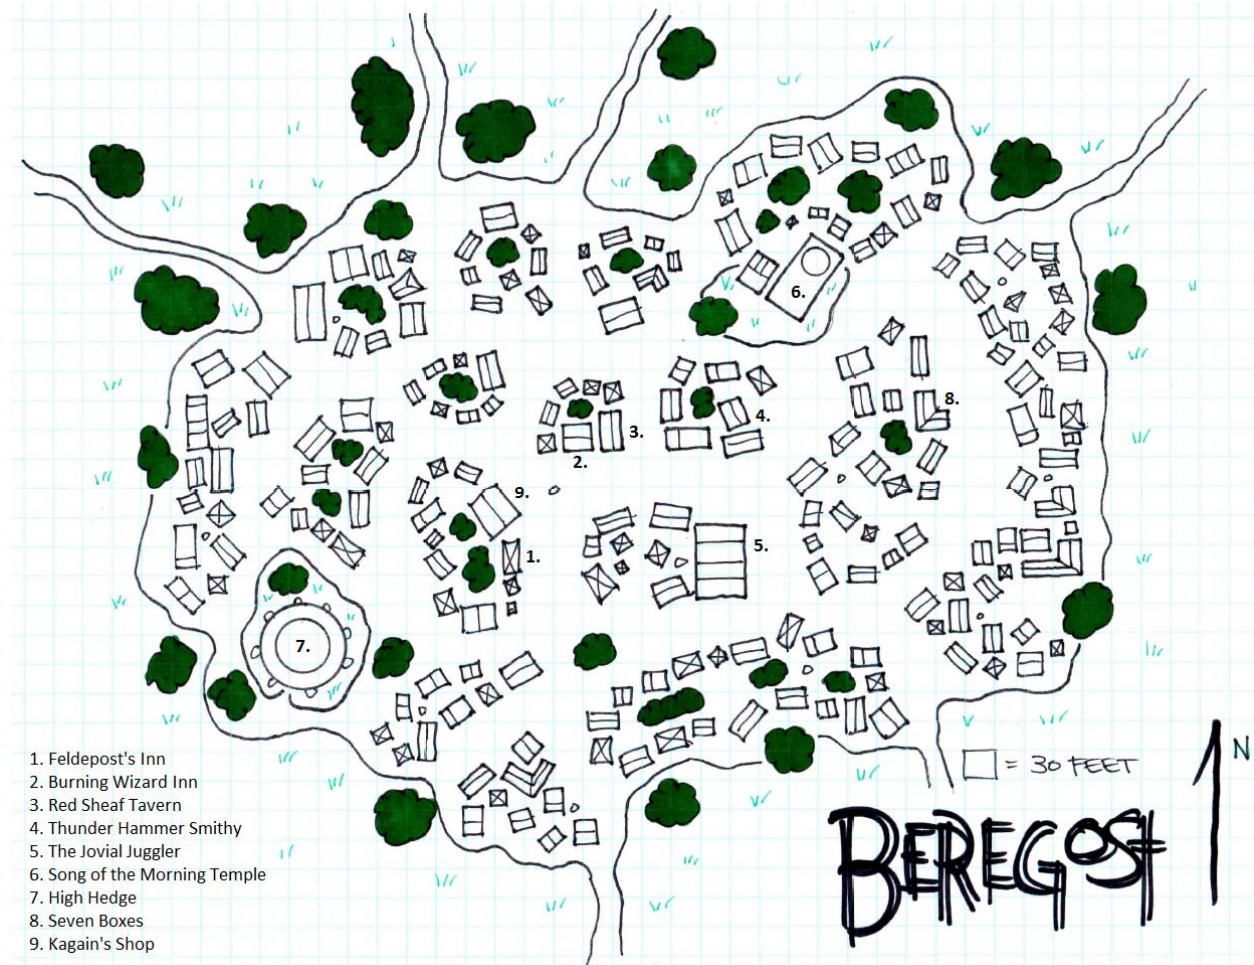 6.
8.
4.
3.
2.
9.
5.
1.
7.
1. Feldepost's Inn
2. Burning Wizard Inn
3. Red Sheaf Tavern
4. Thunder Hammer Smithy
5. The Jovial Juggler
6. Song of the Morning Temple
7. High Hedge
8. Seven Boxes
9. Kagain's Shop
N
= 30 FEET
BEREGOST